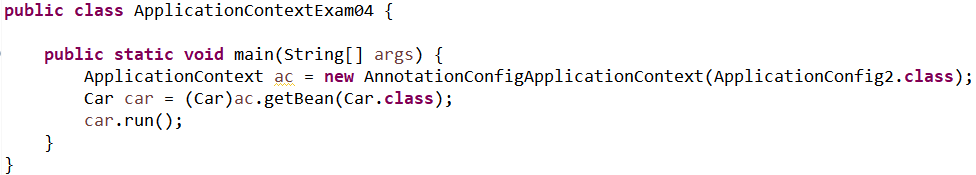 public class ApplicationContextExam04 {
public static void main(String[] args) {
ApplicationContext ac = new AnnotationConfigApplicationContext(ApplicationConfig2.class);
Car car = (Car)ac.getBean(Car.class);
car.run();
}
}